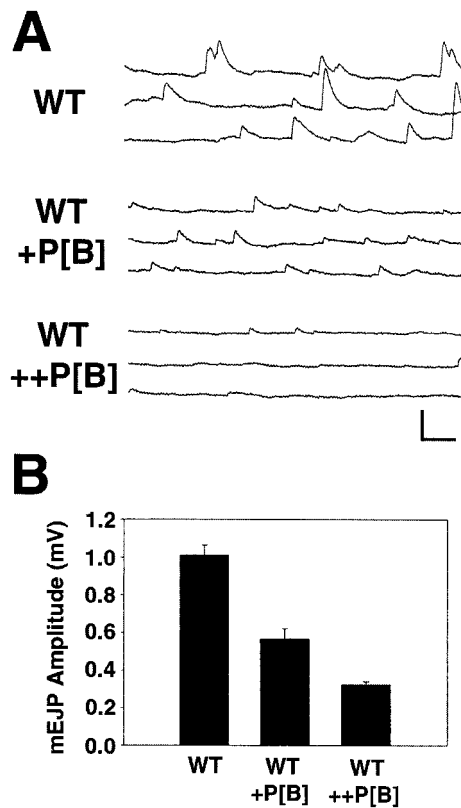 A
WT
WT
+P[B]
WT
++P[B]
B
mEJP Amplitude (mV)
1.2
1.0
0.8
0.6
0.4
0.2
0.0
WT
WT
+P[B]
WT
++P[B]